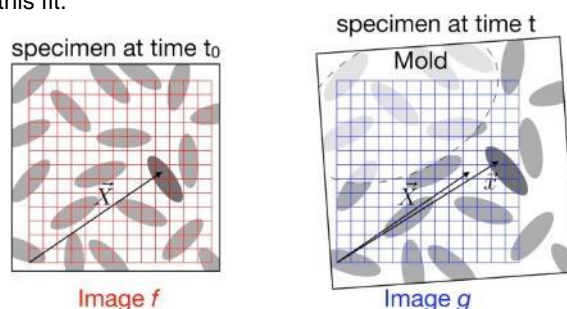 this fit.
specimen at time t₀
specimen at time t
Mold
X⃗
X⃗
x⃗
Image f
Image g